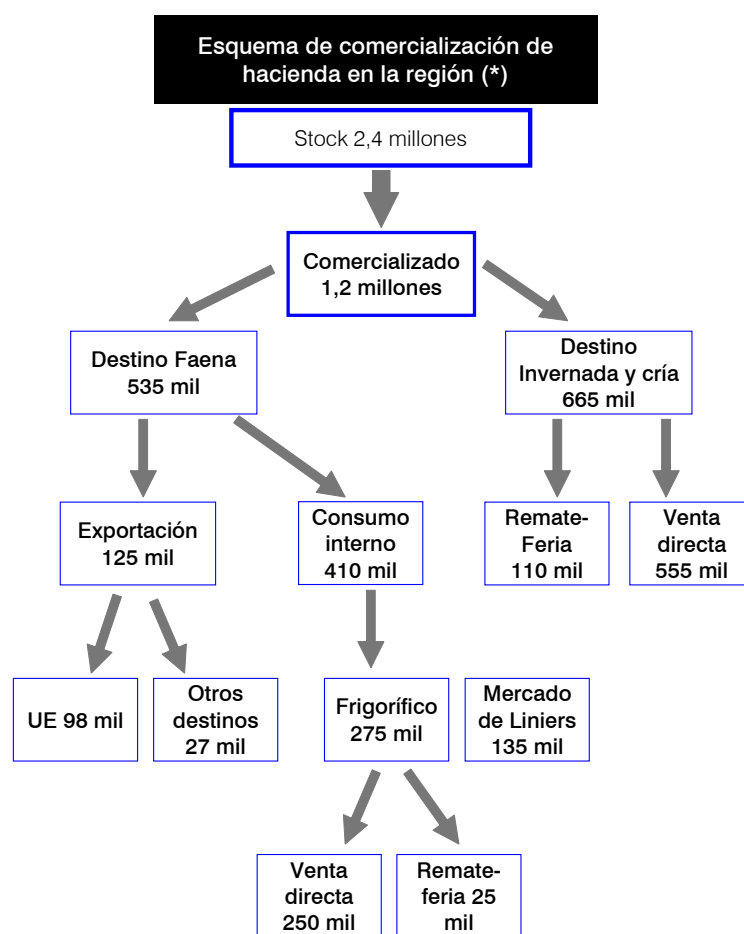 Esquema de comercialización de
hacienda en la región (*)
Stock 2,4 millones
Comercializado
1,2 millones
Destino Faena
535 mil
Destino
Invernada y cría
665 mil
Exportación
125 mil
Consumo
interno
410 mil
Remate-
Feria
110 mil
Venta
directa
555 mil
UE 98 mil
Otros
destinos
27 mil
Frigorífico
275 mil
Mercado
de Liniers
135 mil
Venta
directa
250 mil
Remate-
feria 25
mil